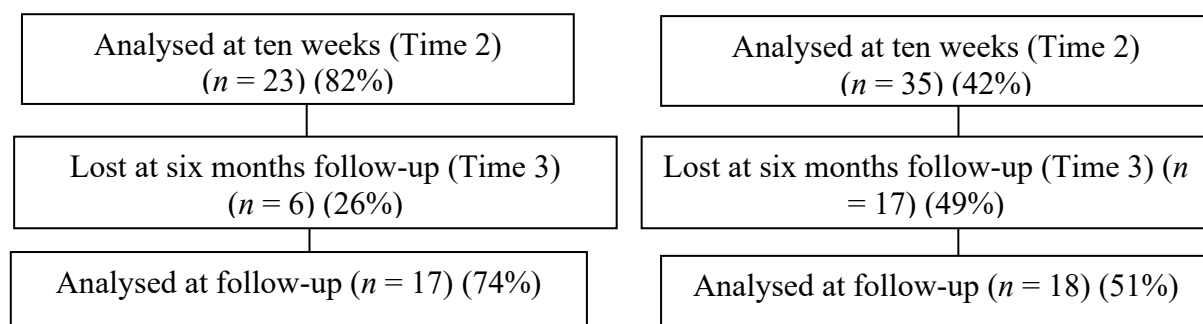 Analysed at ten weeks (Time 2)
(n = 23) (82%)
Lost at six months follow-up (Time 3)
(n = 6) (26%)
Analysed at follow-up (n = 17) (74%)
Analysed at ten weeks (Time 2)
(n = 35) (42%)
Lost at six months follow-up (Time 3) (n
= 17) (49%)
Analysed at follow-up (n = 18) (51%)